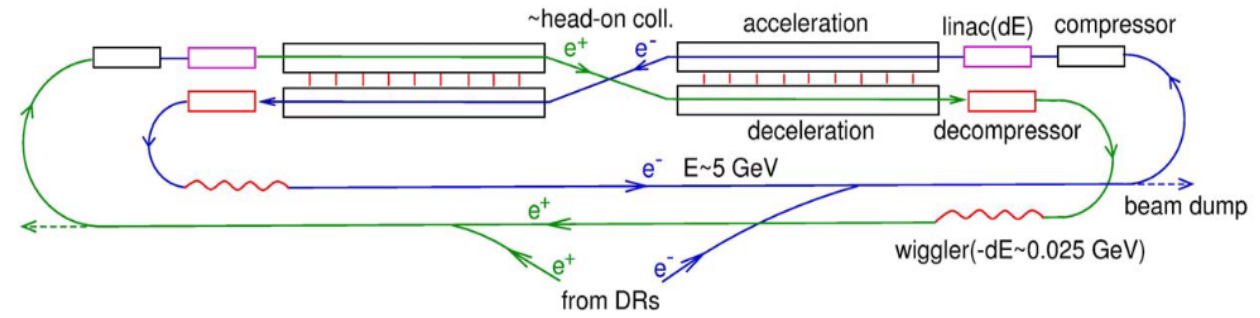 ~head-on coll.
acceleration
linac(dE)
compressor
e⁺
e⁻
deceleration
decompressor
e⁻
E~5 GeV
e⁺
beam dump
wiggler(-dE~0.025 GeV)
e⁺
e⁻
from DRs